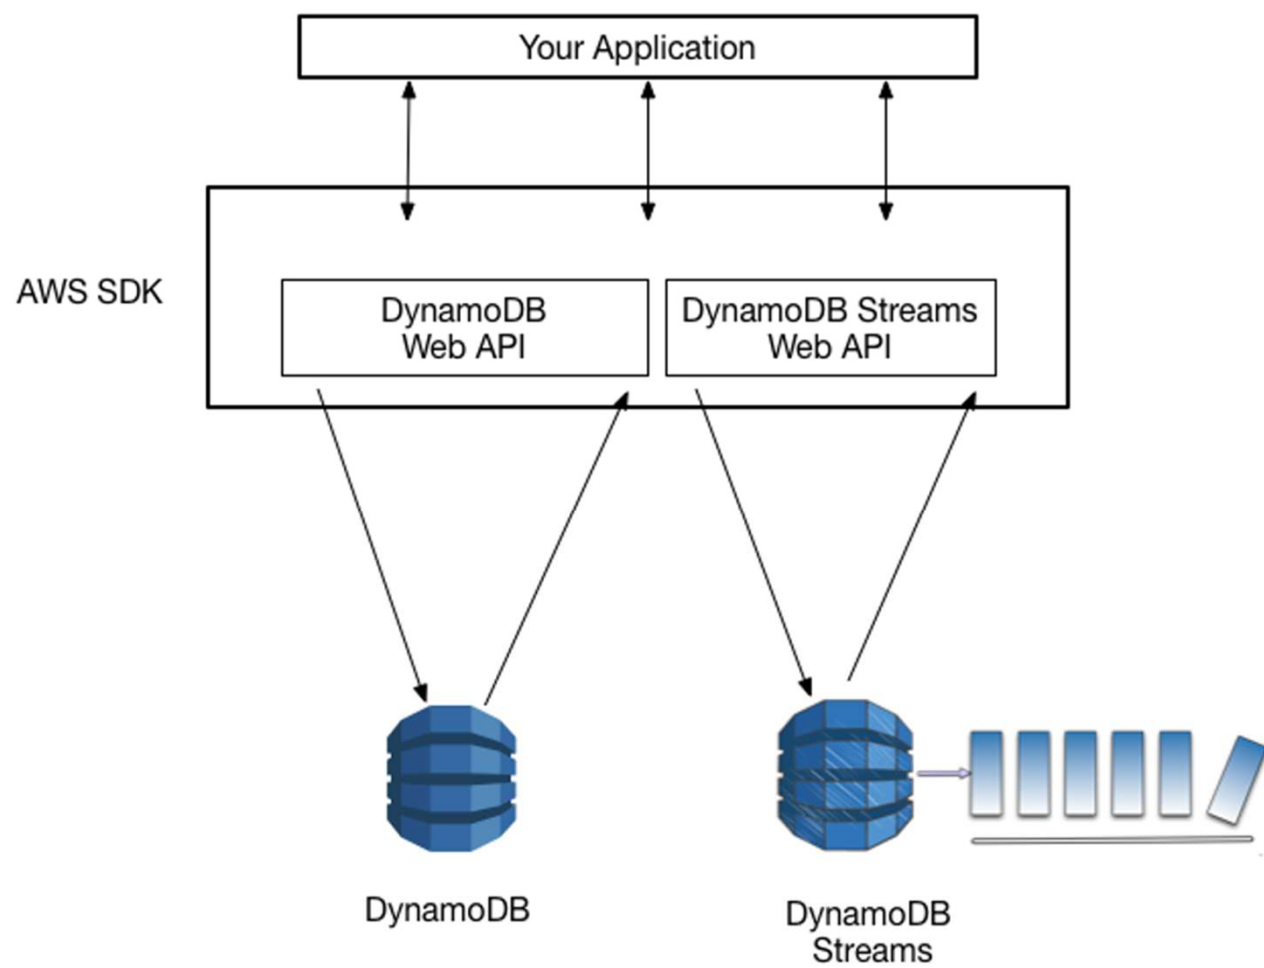 Your Application
AWS SDK
DynamoDB
Web API
DynamoDB Streams
Web API
DynamoDB
DynamoDB
Streams